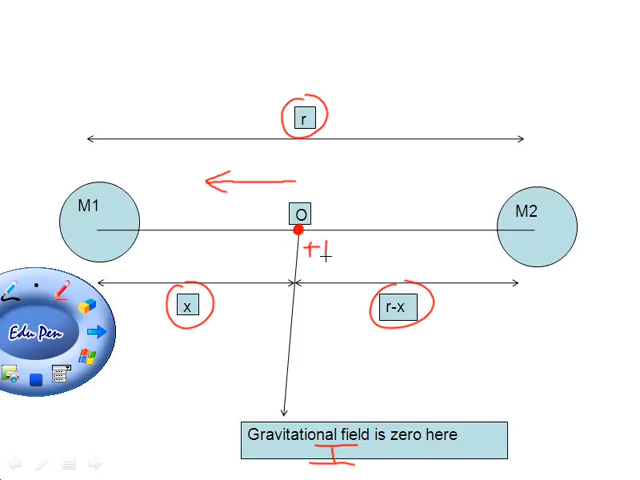 r
M1
O
M2
+1
x
r-x
Edu Pen
Gravitational field is zero here
I